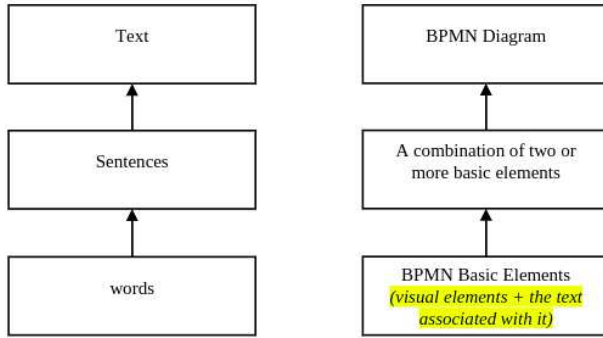 Text
BPMN Diagram
Sentences
A combination of two or
more basic elements
words
BPMN Basic Elements
(visual elements + the text
associated with it)